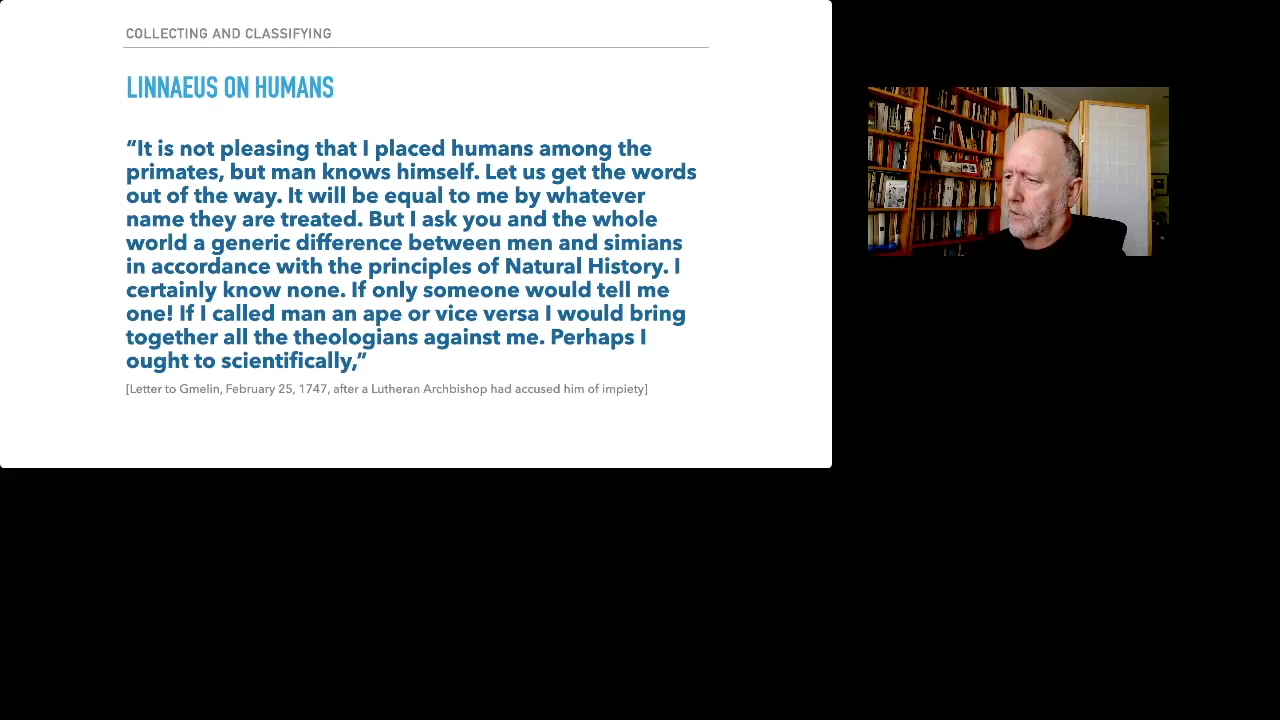 COLLECTING AND CLASSIFYING
LINNAEUS ON HUMANS
“It is not pleasing that I placed humans among the
primates, but man knows himself. Let us get the words
out of the way. It will be equal to me by whatever
name they are treated. But I ask you and the whole
world a generic difference between men and simians
in accordance with the principles of Natural History. I
certainly know none. If only someone would tell me
one! If I called man an ape or vice versa I would bring
together all the theologians against me. Perhaps I
ought to scientifically,”
[Letter to Gmelin, February 25, 1747, after a Lutheran Archbishop had accused him of impiety]